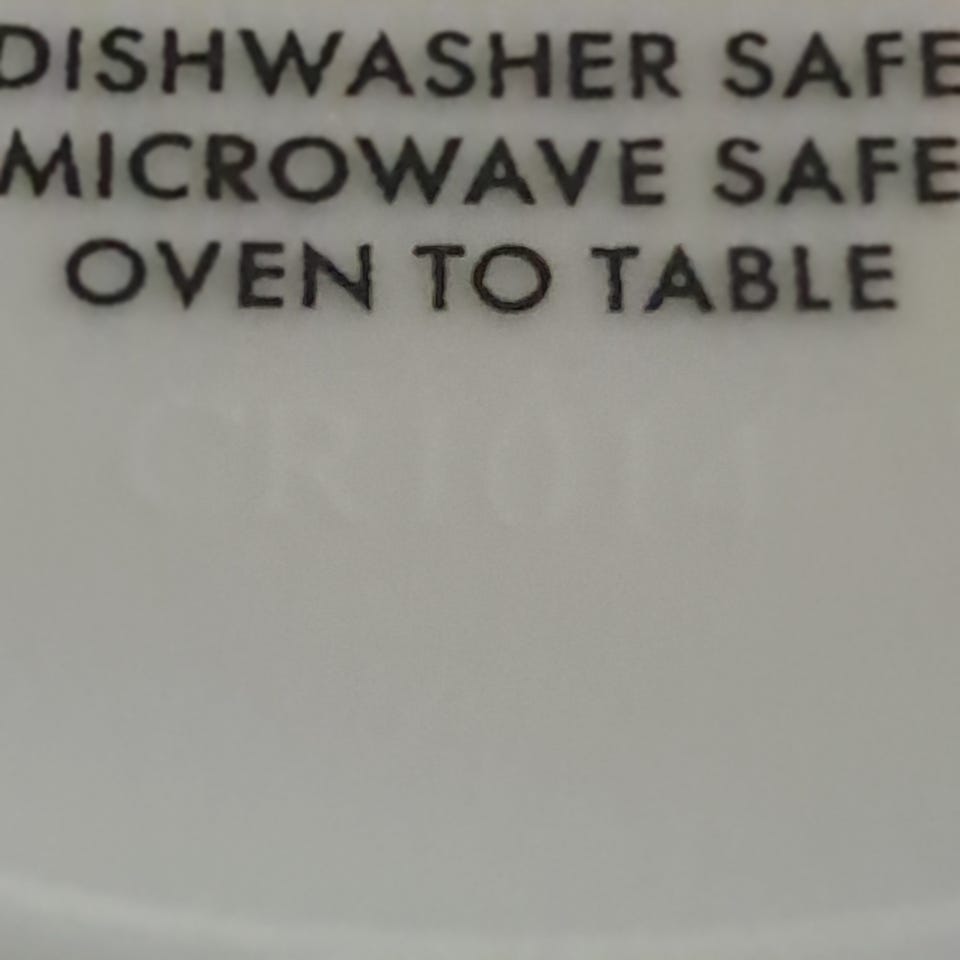 DISHWASHER SAFE
MICROWAVE SAFE
OVEN TO TABLE